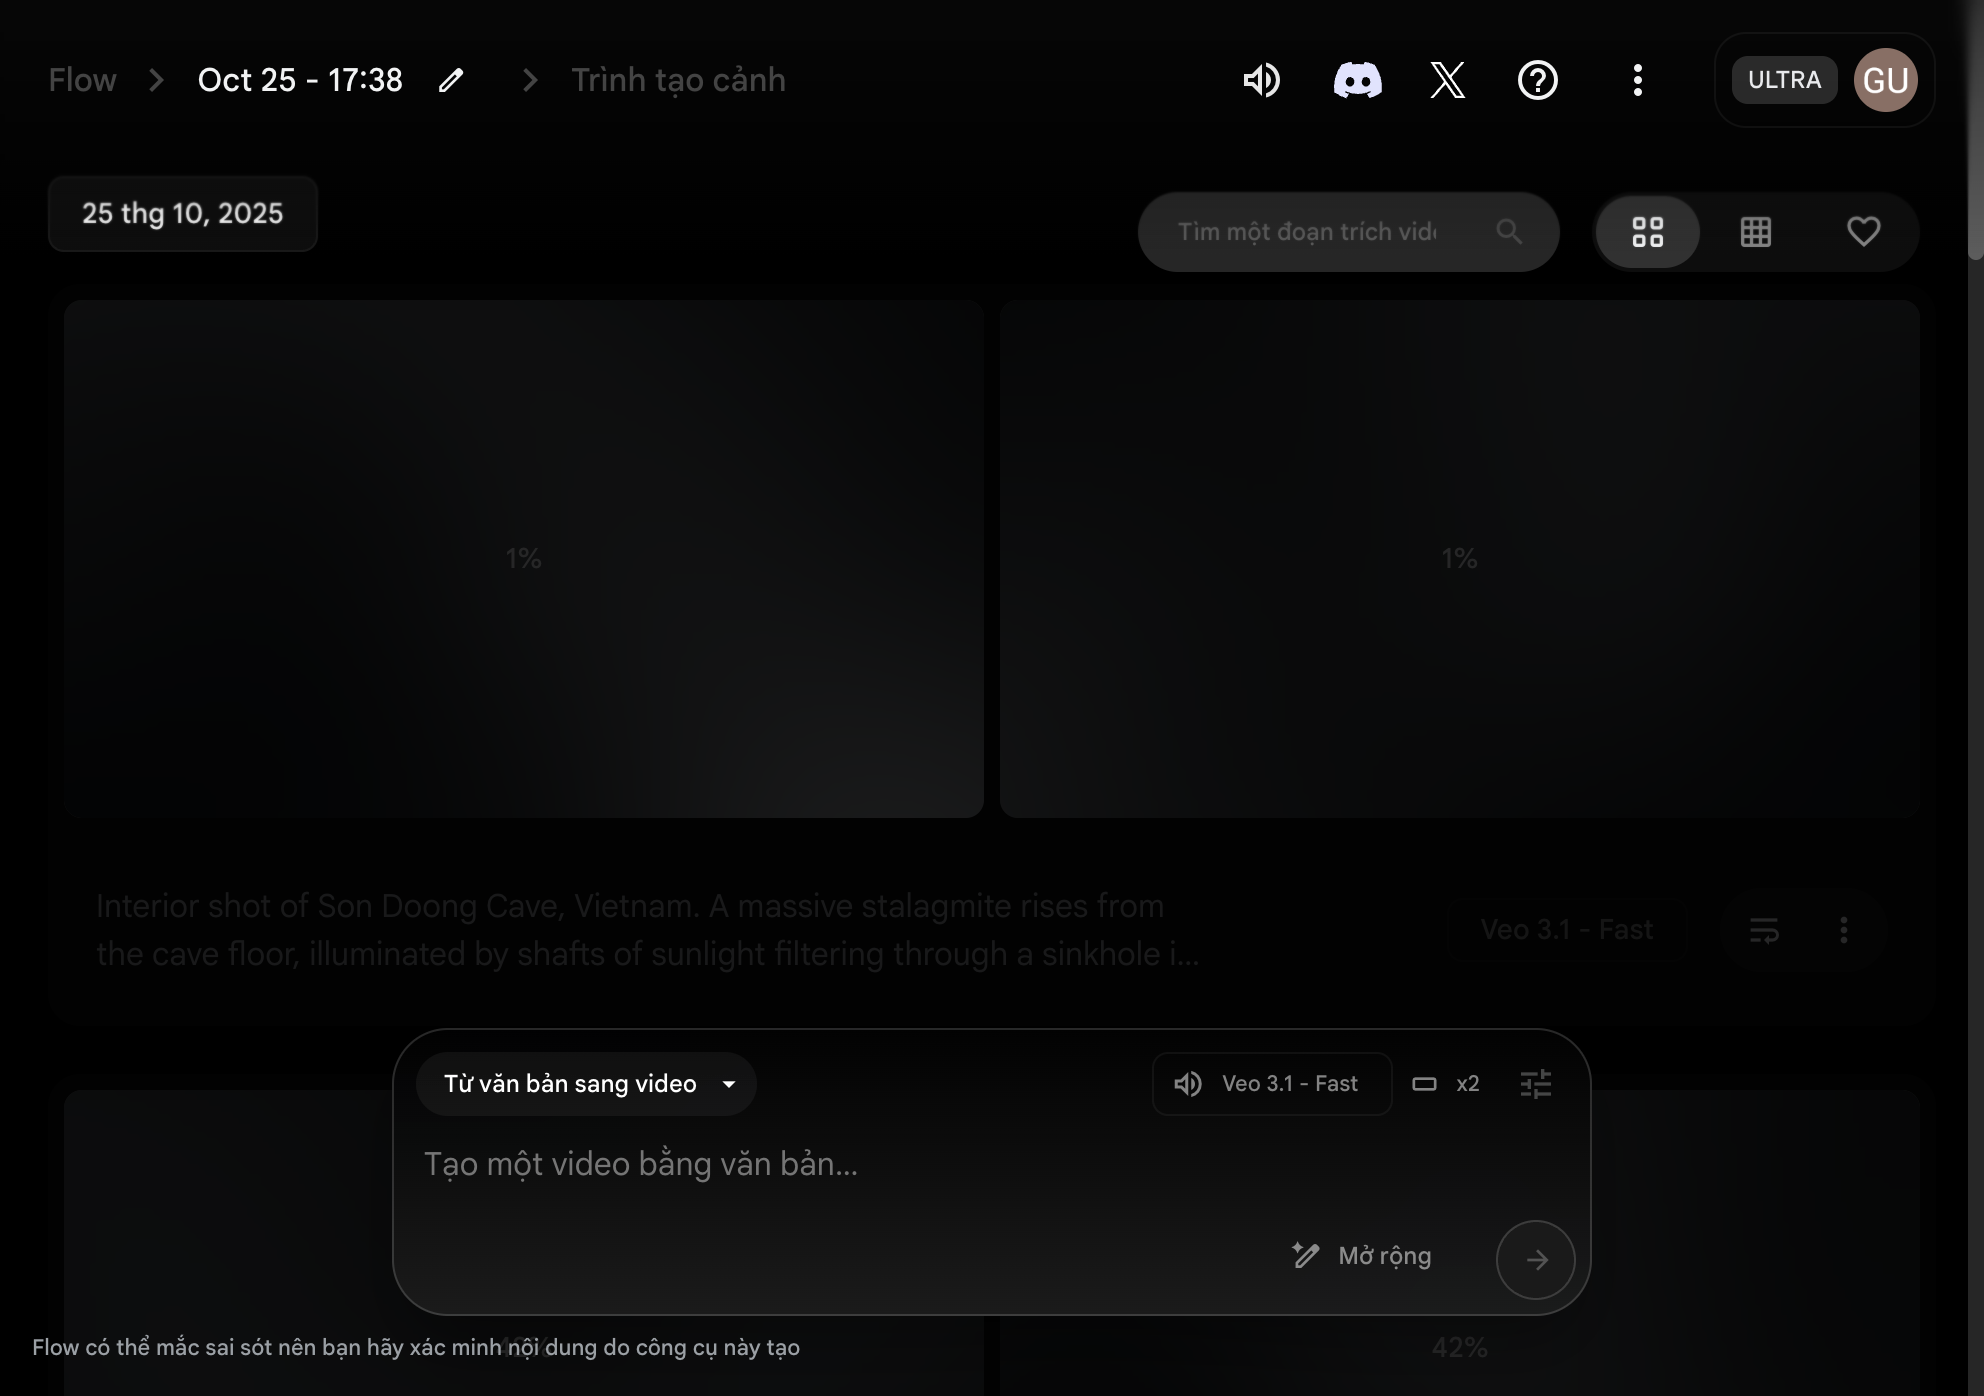 Flow
Oct 25 - 17:38
Trình tạo cảnh
ULTRA
GU
25 thg 10, 2025
Tìm một đoạn trích vid
1%
1%
Interior shot of Son Doong Cave, Vietnam. A massive stalagmite rises from
the cave floor, illuminated by shafts of sunlight filtering through a sinkhole i...
Veo 3.1 - Fast
Từ văn bản sang video
Veo 3.1 - Fast
x2
Tạo một video bằng văn bản...
Mở rộng
Flow có thể mắc sai sót nên bạn hãy xác minh nội dung do công cụ này tạo
42%